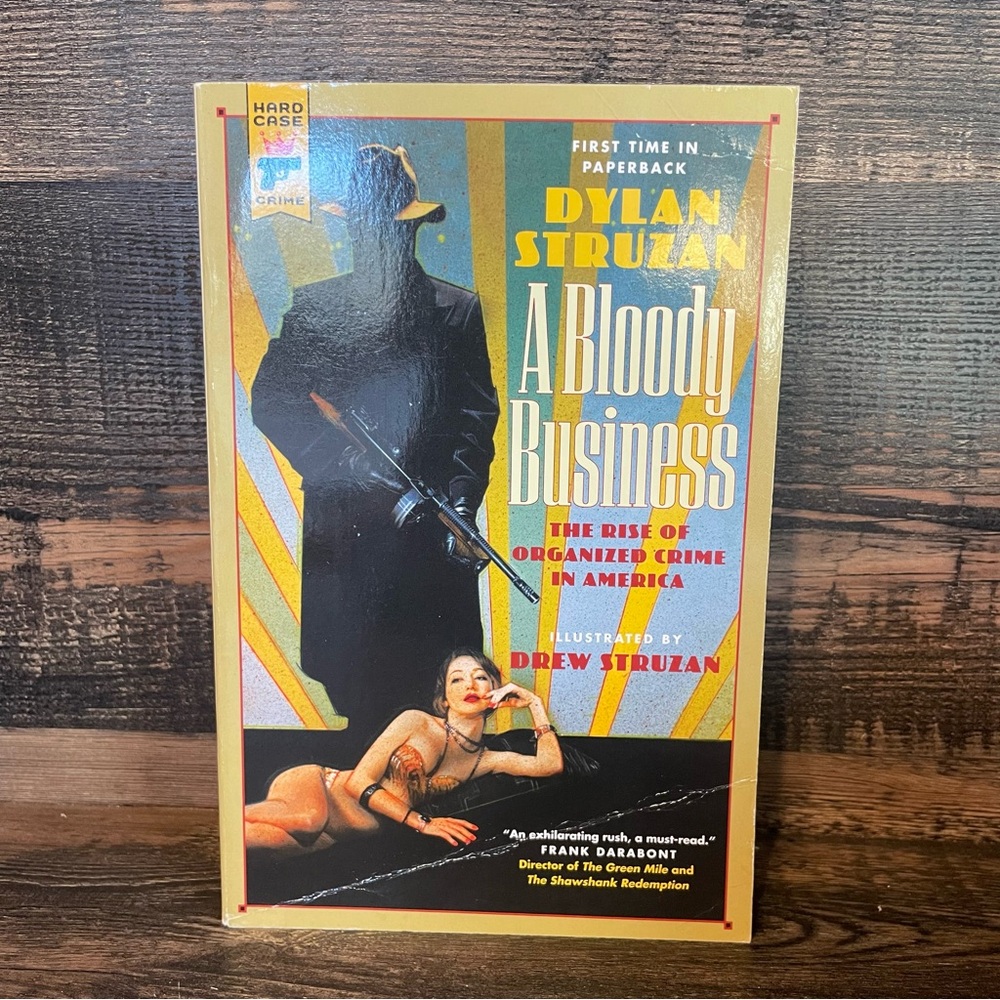 HARD
CASE
CRIME
FIRST TIME IN
PAPERBACK
DYLAN
STRUZAN
A Bloody
Business
THE RISE OF
ORGANIZED CRIME
IN AMERICA
ILLUSTRATED BY
DREW STRUZAN
“An exhilarating rush, a must-read.”
FRANK DARABONT
Director of The Green Mile and
The Shawshank Redemption